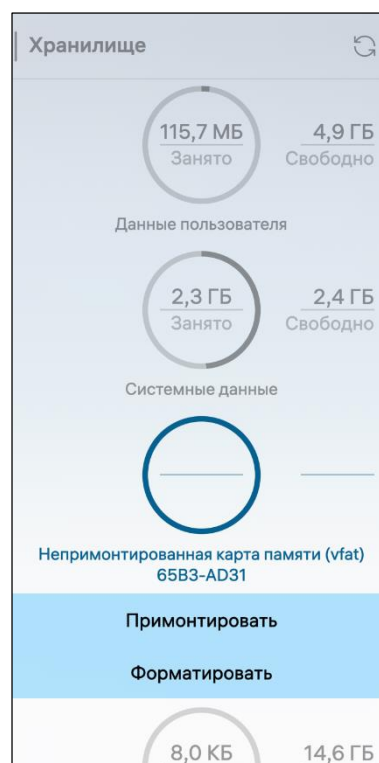 Хранилище
115,7 МБ 4,9 ГБ
Занято Свободно
Данные пользователя
2,3 ГБ 2,4 ГБ
Занято Свободно
Системные данные
Непримонтированная карта памяти (vfat)
65B3-AD31
Примонтировать
Форматировать
8,0 КБ 14,6 ГБ